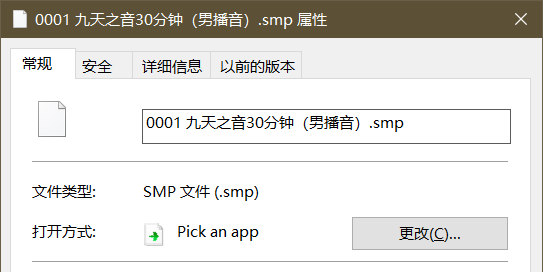 0001 九天之音30分钟（男播音）.smp 属性
常规 安全 详细信息 以前的版本
0001 九天之音30分钟（男播音）.smp
文件类型: SMP 文件 (.smp)
打开方式: Pick an app 更改(C)...